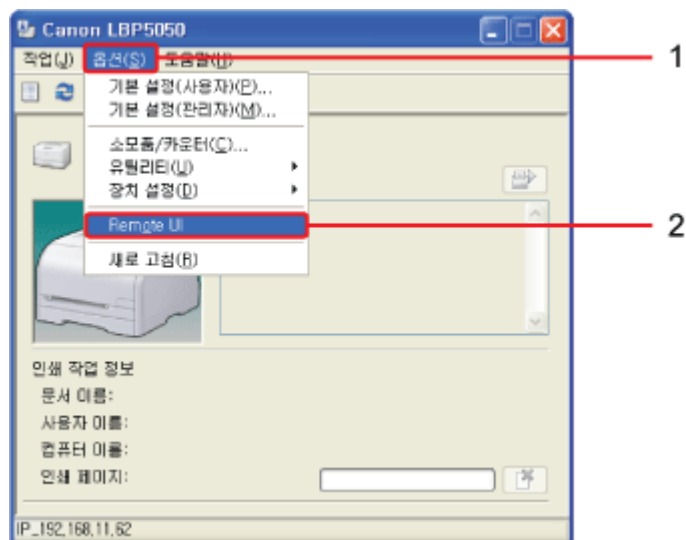 Canon LBP5050
작업(J) 옵션(S) 도움말(H)
1
기본 설정(사용자)(P)...
기본 설정(관리자)(M)...
소모품/카운터(C)...
유틸리티(U)
장치 설정(D)
Remote UI
2
새로 고침(R)
인쇄 작업 정보
문서 이름:
사용자 이름:
컴퓨터 이름:
인쇄 페이지:
IP_192,168,11,62